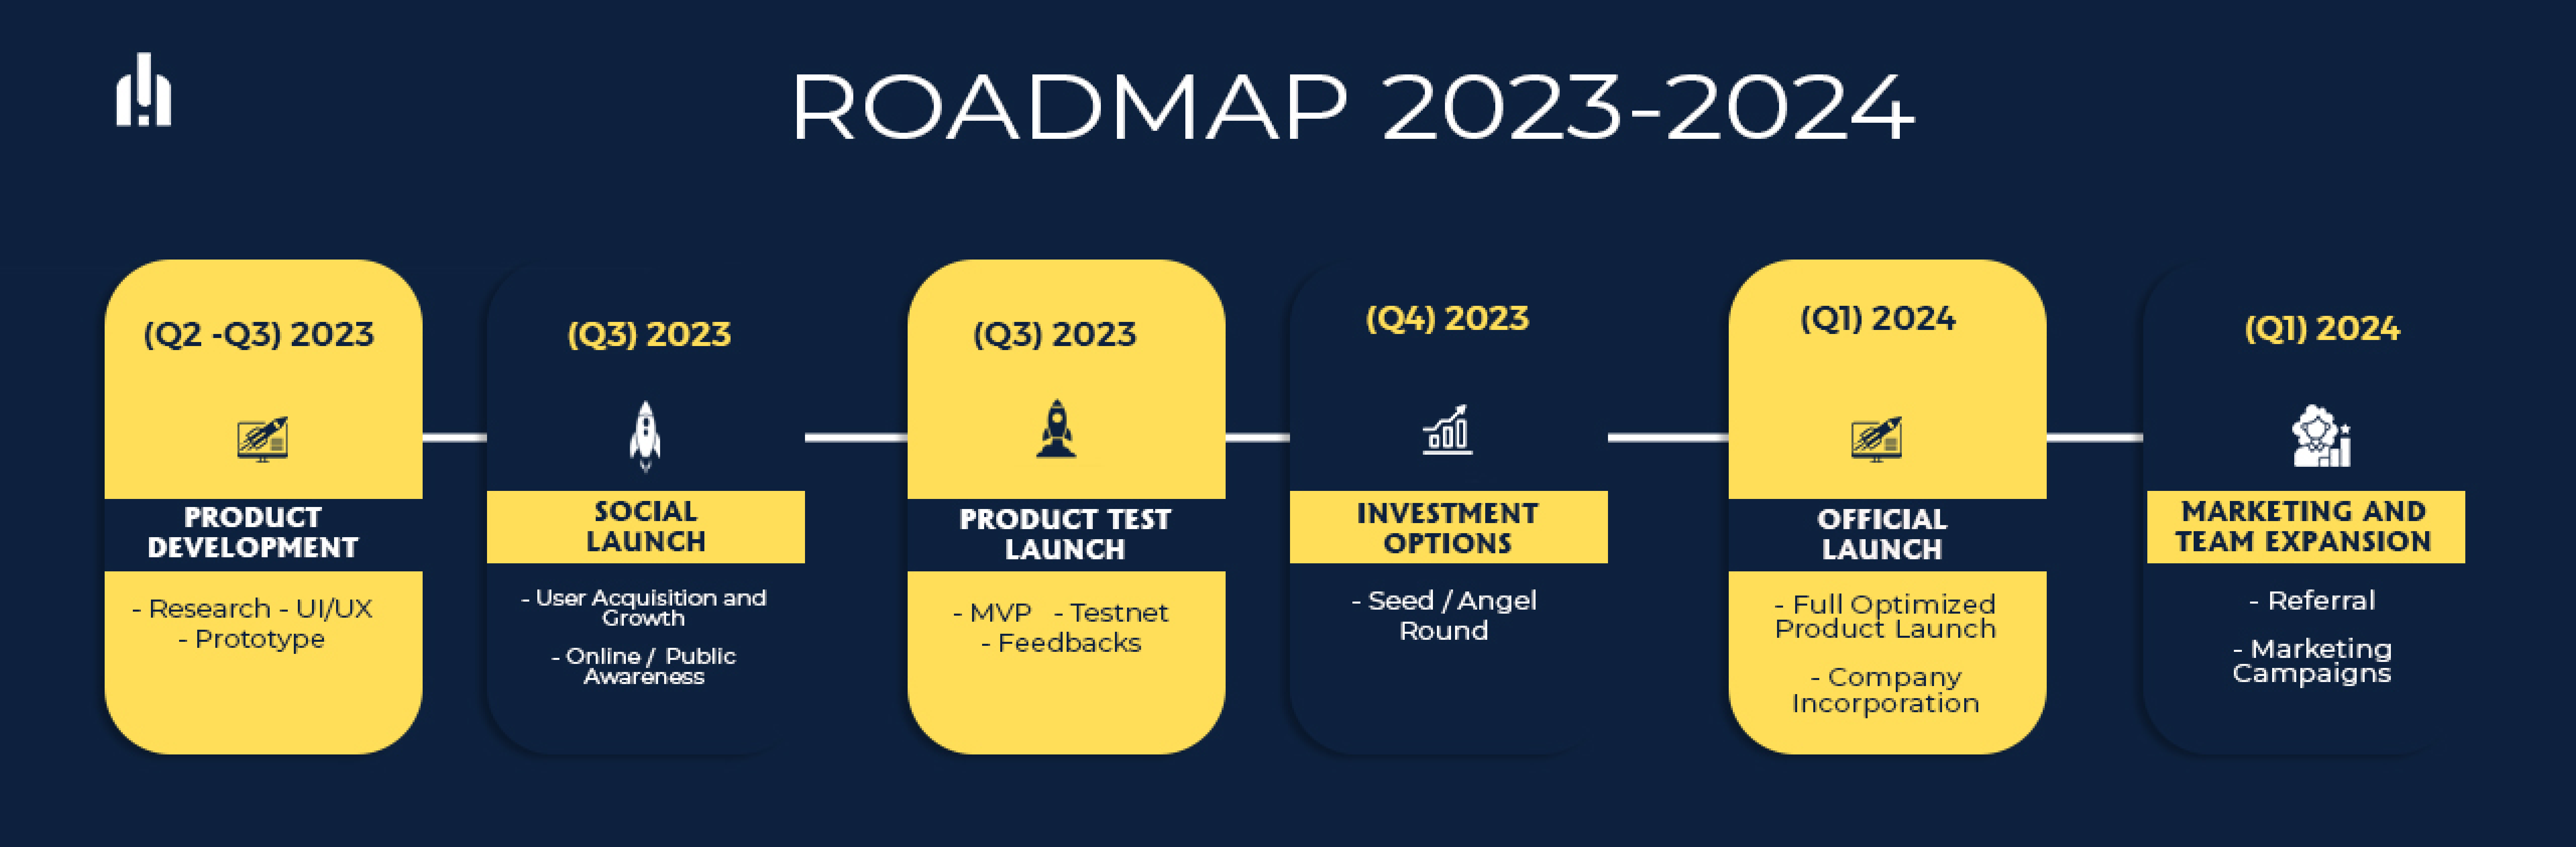 ROADMAP 2023-2024
(Q2 -Q3) 2023
PRODUCT
DEVELOPMENT
- Research - UI/UX
- Prototype
(Q3) 2023
SOCIAL
LAUNCH
- User Acquisition and
Growth
- Online / Public
Awareness
(Q3) 2023
PRODUCT TEST
LAUNCH
- MVP - Testnet
- Feedbacks
(Q4) 2023
INVESTMENT
OPTIONS
- Seed / Angel
Round
(Q1) 2024
OFFICIAL
LAUNCH
- Full Optimized
Product Launch
- Company
Incorporation
(Q1) 2024
MARKETING AND
TEAM EXPANSION
- Referral
- Marketing
Campaigns